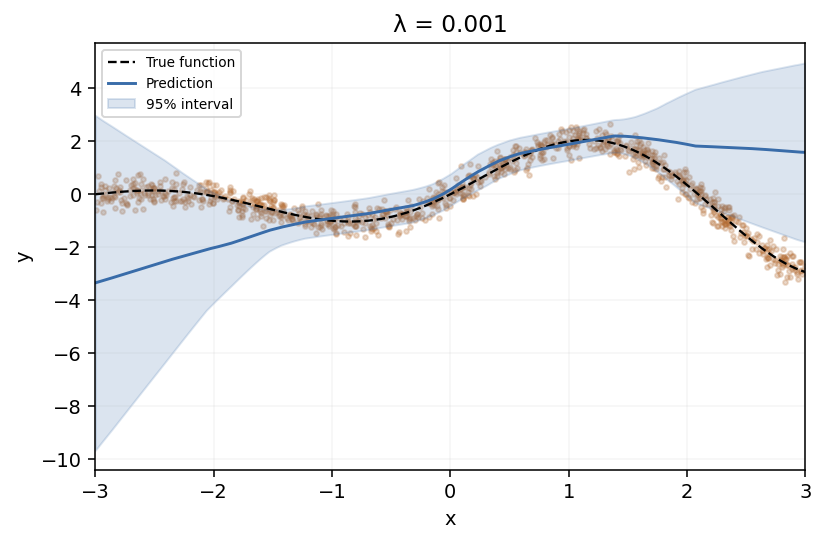 λ = 0.001
True function
Prediction
95% interval
y
4
2
0
−2
−4
−6
−8
−10
−3 −2 −1 0 1 2 3
x